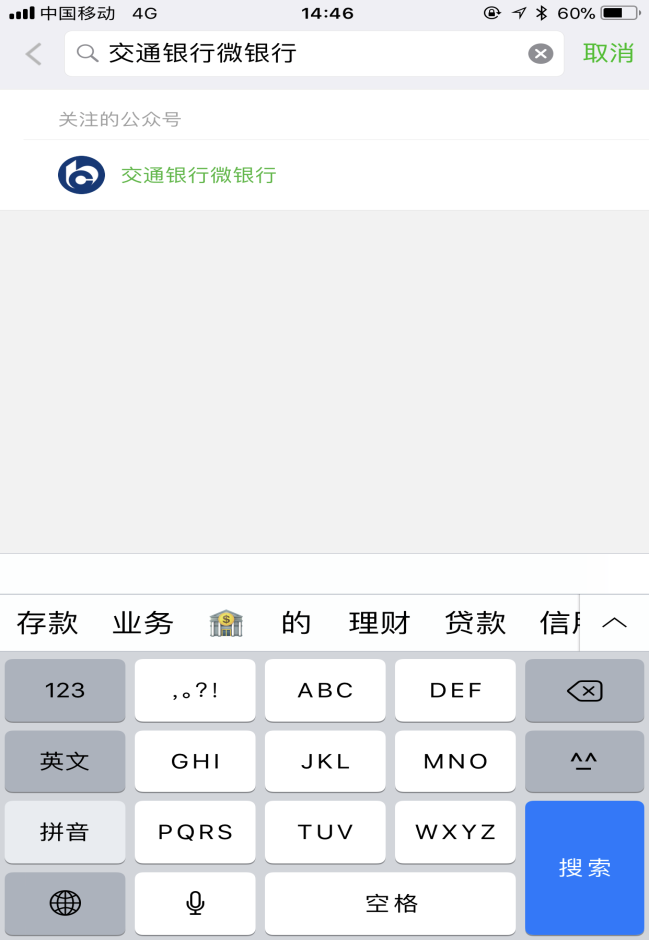 中国移动 4G 14:46 60%
交通银行微银行 取消
关注的公众号
交通银行微银行
存款 业务 的 理财 贷款
123 ,。?! ABC DEF
英文 GHI JKL MNO ^^
拼音 PQRS TUV WXYZ
搜索
空格